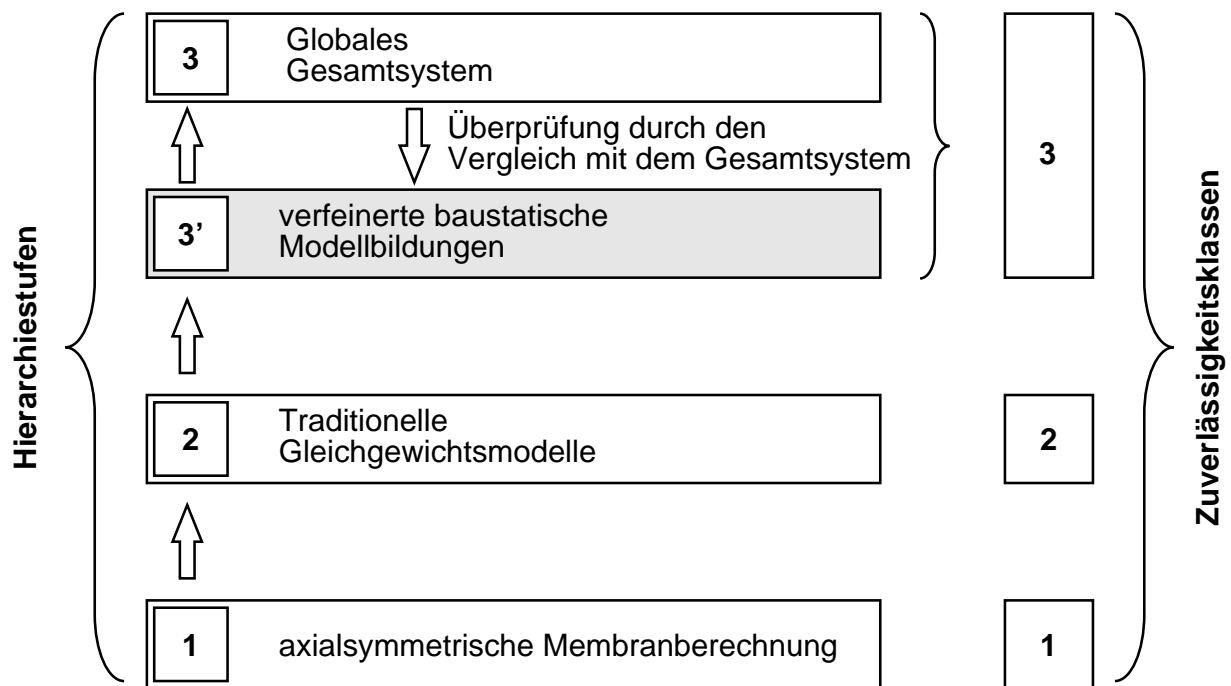 Hierarchiestufen
3
Globales
Gesamtsystem
Überprüfung durch den
Vergleich mit dem Gesamtsystem
3’
verfeinerte baustatische
Modellbildungen
2
Traditionelle
Gleichgewichtsmodelle
1
axialsymmetrische Membranberechnung
3
2
1
Zuverlässigkeitsklassen